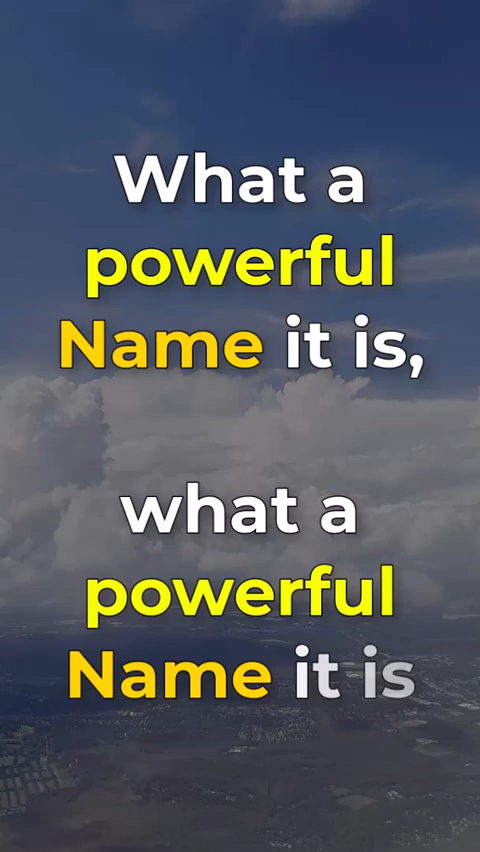 What a
powerful
Name it is,
what a
powerful
Name it is